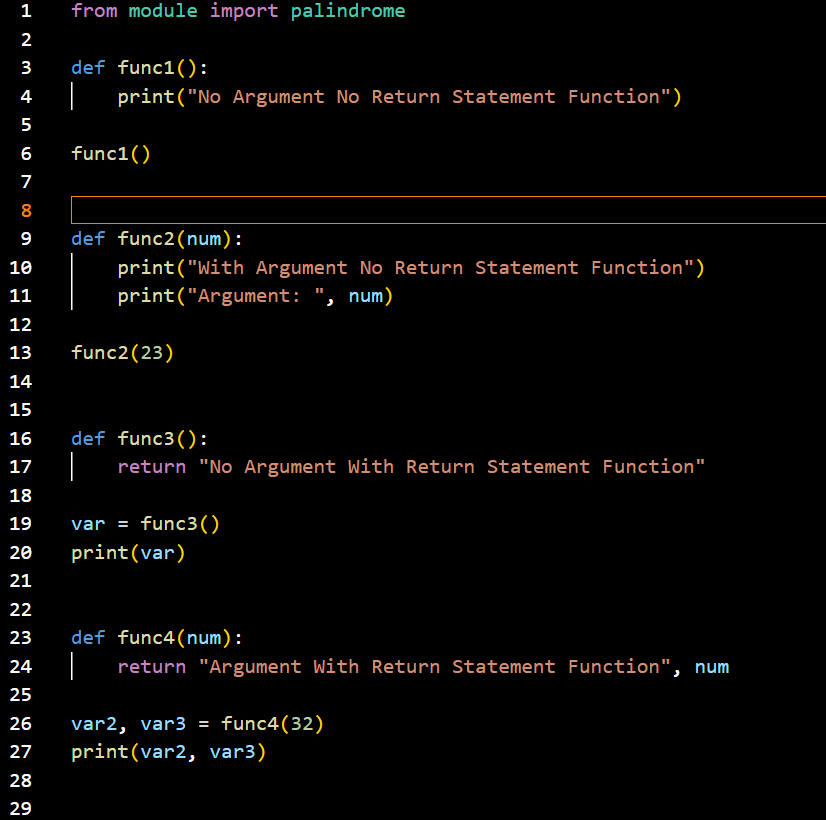 1 from module import palindrome
2
3 def func1():
4     print("No Argument No Return Statement Function")
5
6 func1()
7
8
9 def func2(num):
10     print("With Argument No Return Statement Function")
11     print("Argument: ", num)
12
13 func2(23)
14
15
16 def func3():
17     return "No Argument With Return Statement Function"
18
19 var = func3()
20 print(var)
21
22
23 def func4(num):
24     return "Argument With Return Statement Function", num
25
26 var2, var3 = func4(32)
27 print(var2, var3)
28
29